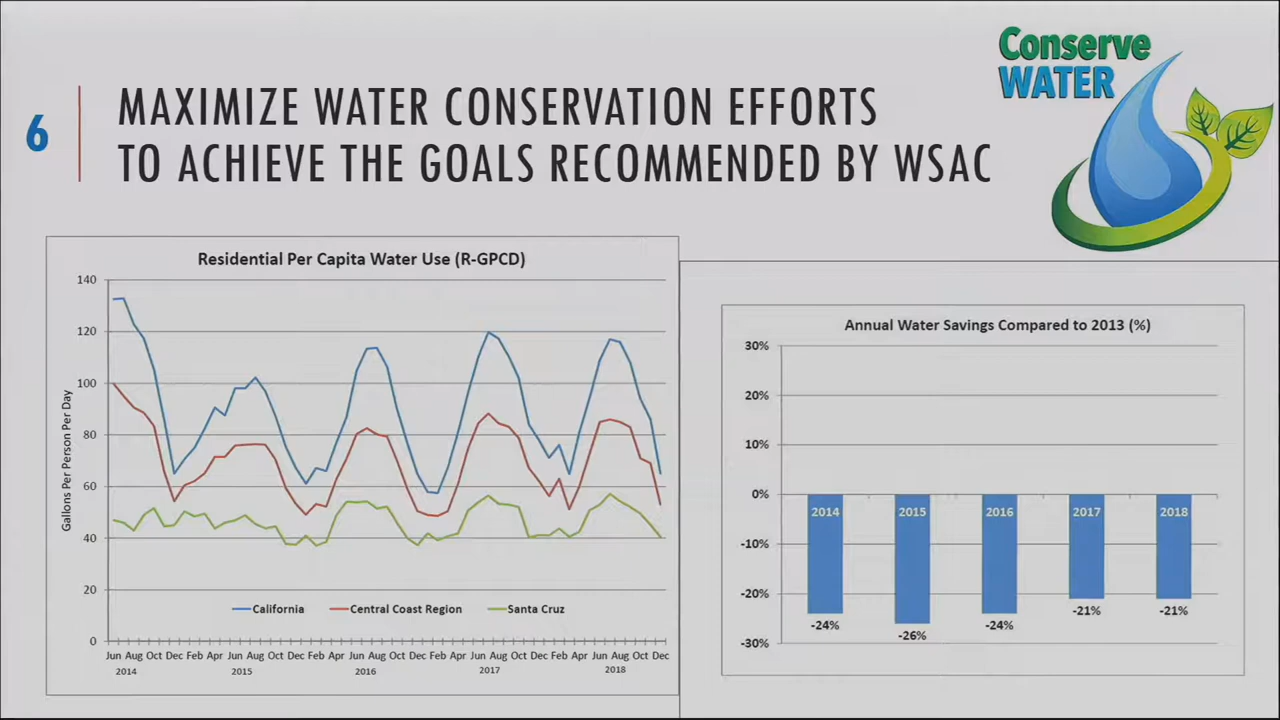 Conserve
WATER
6
MAXIMIZE WATER CONSERVATION EFFORTS
TO ACHIEVE THE GOALS RECOMMENDED BY WSAC
Residential Per Capita Water Use (R-GPCD)
Gallons Per Person Per Day
140
120
100
80
60
40
20
0
California Central Coast Region Santa Cruz
Jun Aug Oct Dec Feb Apr Jun Aug Oct Dec Feb Apr Jun Aug Oct Dec Feb Apr Jun Aug Oct Dec Feb Apr Jun Aug Oct Dec
2014 2015 2016 2017 2018
Annual Water Savings Compared to 2013 (%)
30%
20%
10%
0%
-10%
-20%
-30%
2014 2015 2016 2017 2018
-24% -26% -24% -21% -21%